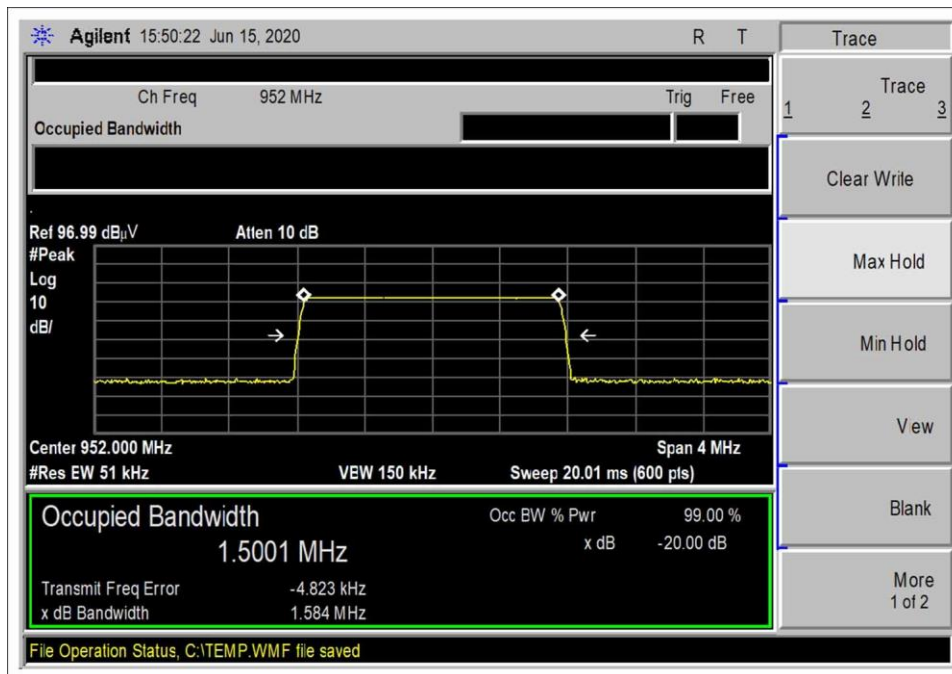 Agilent 15:50:22 Jun 15, 2020 R T
Trace
Ch Freq 952 MHz Trig Free
Occupied Bandwidth
Trace
1 2 3
Clear Write
Max Hold
Min Hold
View
Blank
More
1 of 2
.
Ref 96.99 dBµV Atten 10 dB
#Peak
Log
10
dB/
Center 952.000 MHz Span 4 MHz
#Res EW 51 kHz VEW 150 kHz Sweep 20.01 ms (600 pts)
Occupied Bandwidth Occ BW % Pwr 99.00 %
1.5001 MHz x dB -20.00 dB
Transmit Freq Error -4.823 kHz
x dB Bandwidth 1.584 MHz
File Operation Status, C:\TEMP.WMF file saved